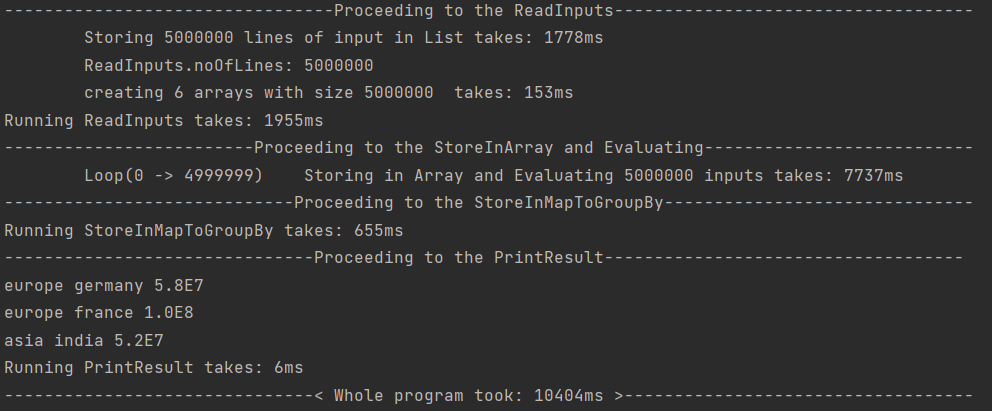 ---------------------------------Proceeding to the ReadInputs------------------------------------
        Storing 5000000 lines of input in List takes: 1778ms
        ReadInputs.noOfLines: 5000000
        creating 6 arrays with size 5000000  takes: 153ms
Running ReadInputs takes: 1955ms
-------------------------Proceeding to the StoreInArray and Evaluating---------------------------
        Loop(0 -> 4999999)    Storing in Array and Evaluating 5000000 inputs takes: 7737ms
-----------------------------Proceeding to the StoreInMapToGroupBy-------------------------------
Running StoreInMapToGroupBy takes: 655ms
-------------------------------Proceeding to the PrintResult------------------------------------
europe germany 5.8E7
europe france 1.0E8
asia india 5.2E7
Running PrintResult takes: 6ms
-------------------------------< Whole program took: 10404ms >-----------------------------------